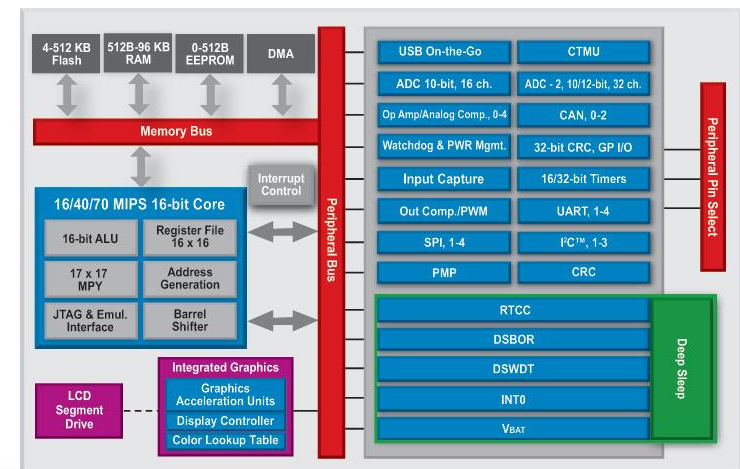 4-512 KB
Flash
512B-96 KB
RAM
0-512B
EEPROM
DMA
Memory Bus
Interrupt
Control
16/40/70 MIPS 16-bit Core
16-bit ALU
Register File
16 x 16
17 x 17
MPY
Address
Generation
JTAG & Emul.
Interface
Barrel
Shifter
LCD
Segment
Drive
Integrated Graphics
Graphics
Acceleration Units
Display Controller
Color Lookup Table
Peripheral Bus
USB On-the-Go
CTMU
ADC 10-bit, 16 ch.
ADC - 2, 10/12-bit, 32 ch.
Op Amp/Analog Comp., 0-4
CAN, 0-2
Watchdog & PWR Mgmt.
32-bit CRC, GP I/O
Input Capture
16/32-bit Timers
Out Comp./PWM
UART, 1-4
SPI, 1-4
I²C™, 1-3
PMP
CRC
RTCC
DSBOR
DSWDT
INT0
VBAT
Deep Sleep
Peripheral Pin Select